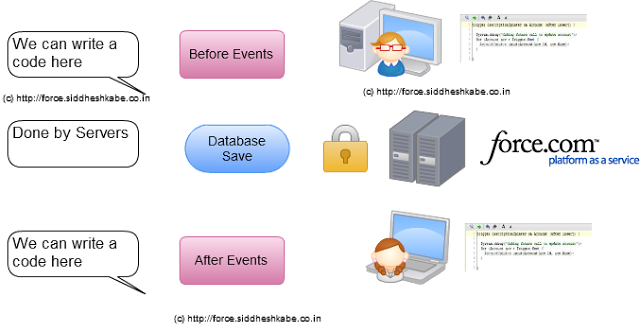 We can write a
code here
Before Events
(c) http://force.siddheshkabe.co.in
(c) http://force.siddheshkabe.co.in
Done by Servers
Database
Save
force.com™
platform as a service
We can write a
code here
After Events
(c) http://force.siddheshkabe.co.in